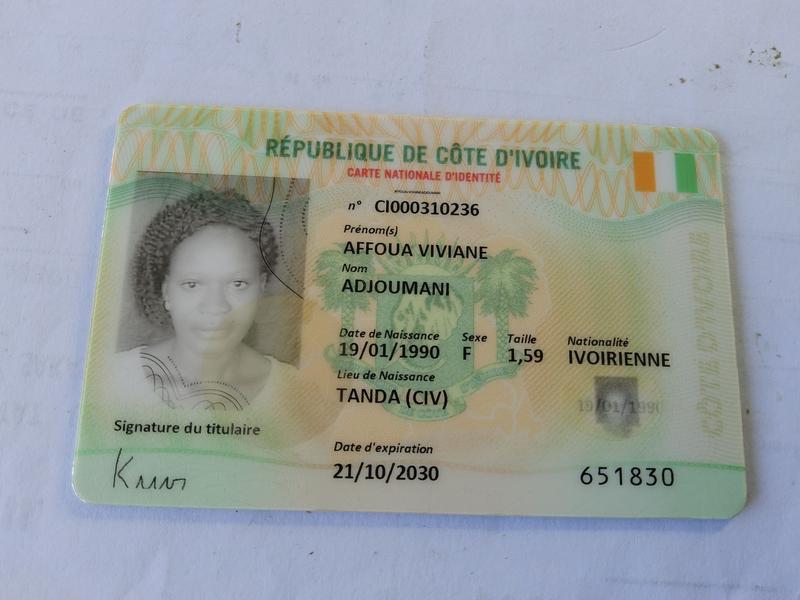 RÉPUBLIQUE DE CÔTE D'IVOIRE
CARTE NATIONALE D'IDENTITÉ
n° CI000310236
Prénom(s)
AFFOUA VIVIANE
Nom
ADJOUMANI
Date de Naissance Sexe Taille Nationalité
19/01/1990 F 1,59 IVOIRIENNE
Lieu de Naissance
TANDA (CIV)
19/01/1990
Signature du titulaire
Date d'expiration
21/10/2030
651830
CÔTE D'IVOIRE